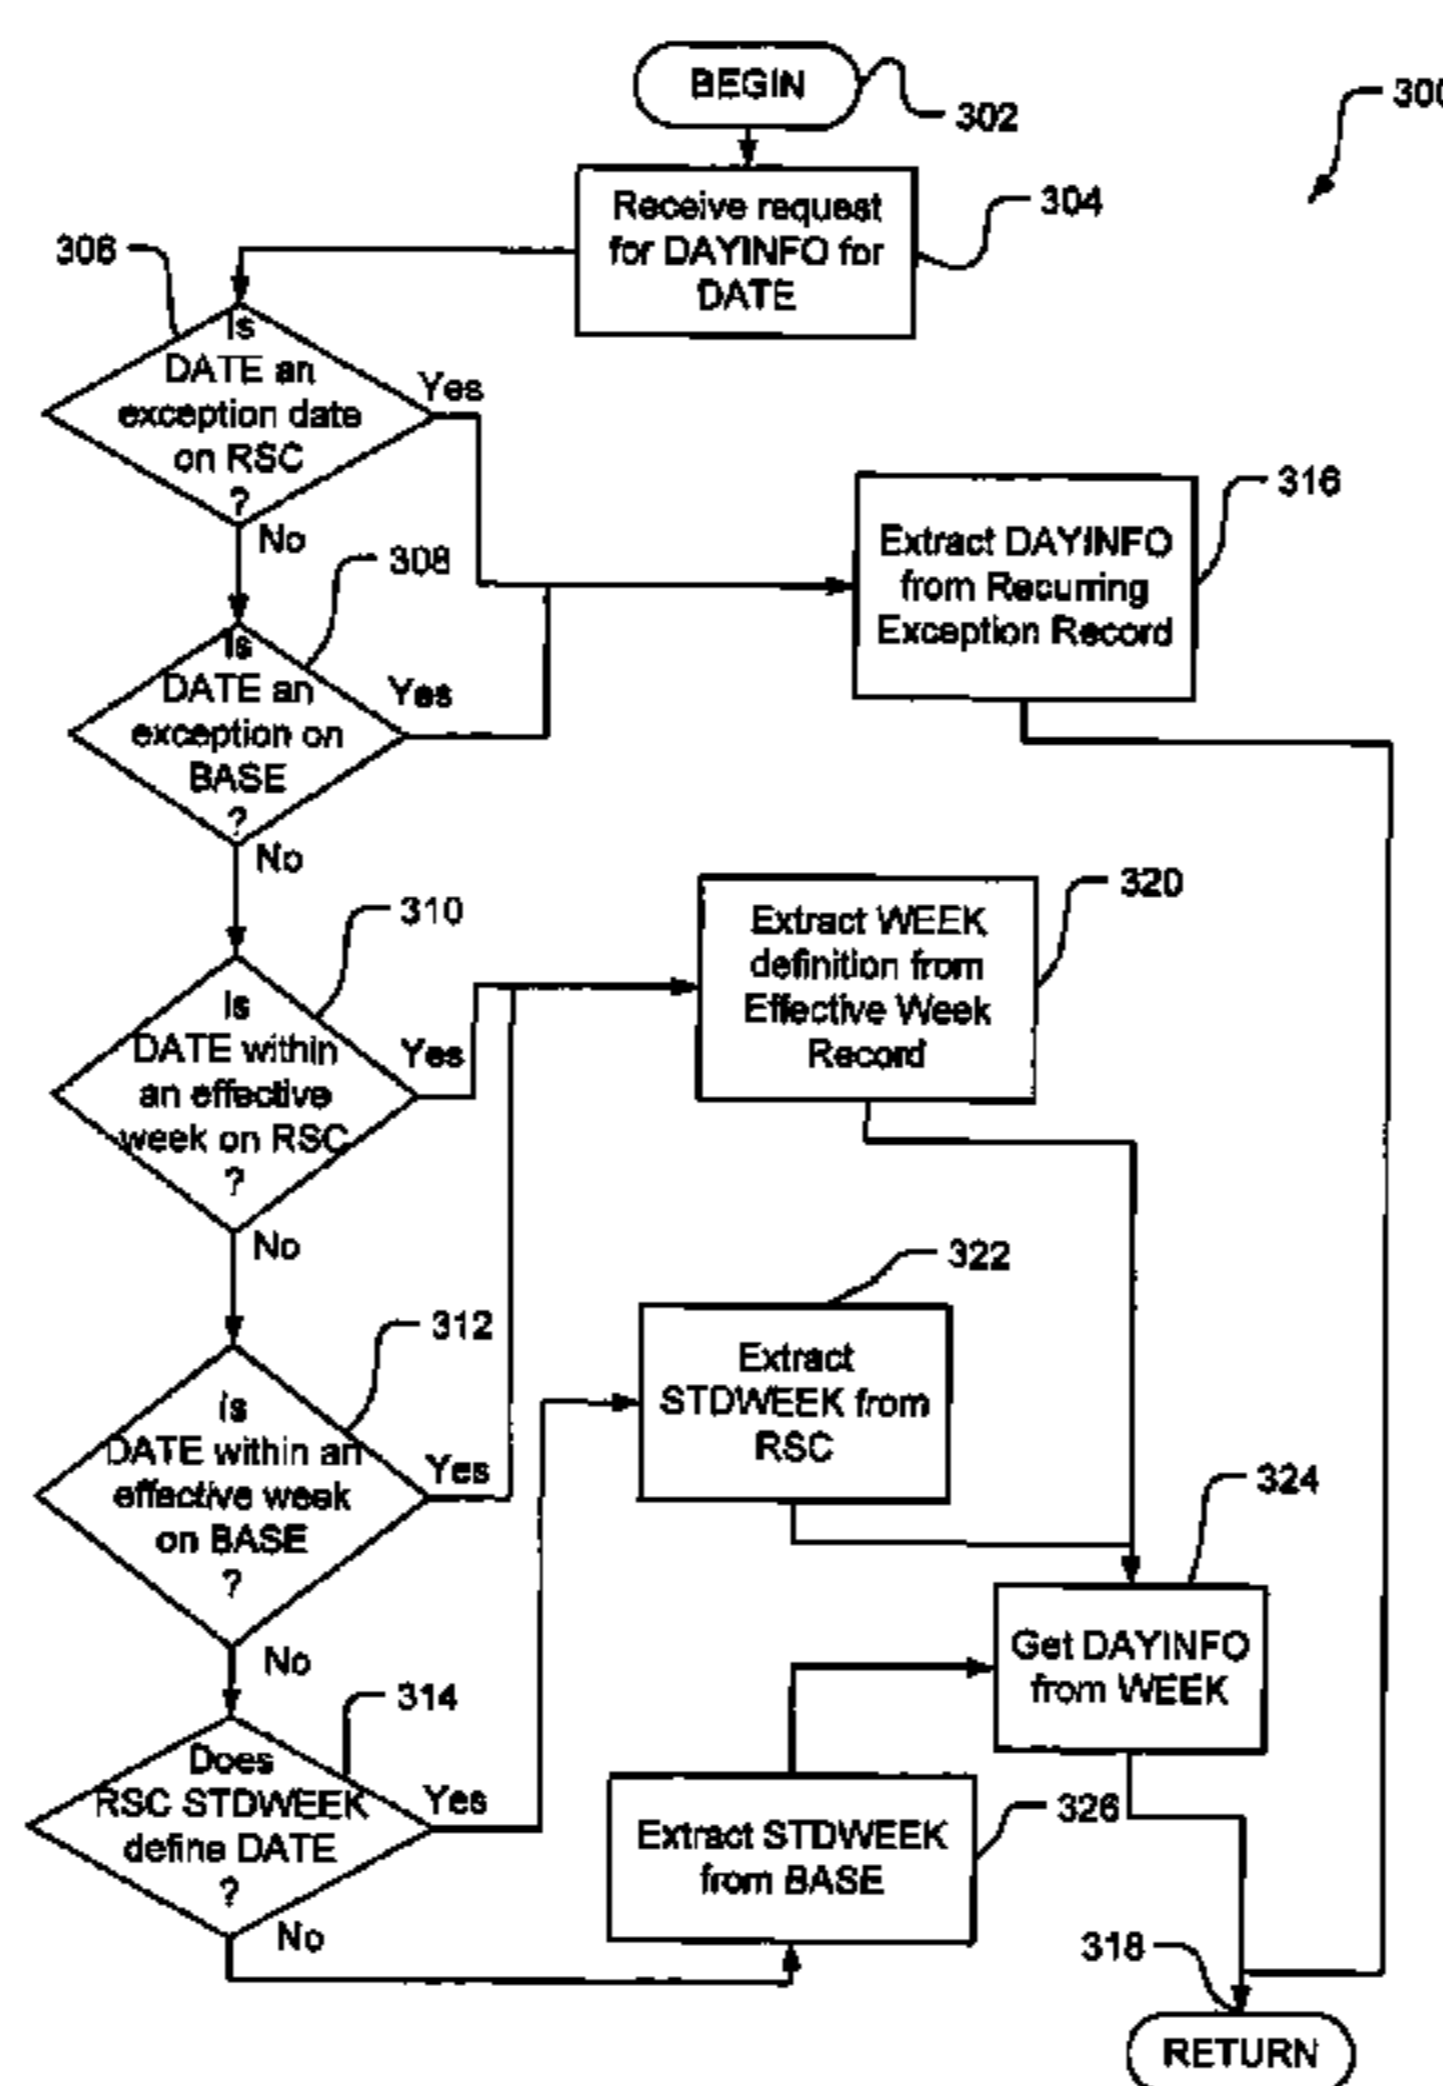 BEGIN
302
300
Receive request
for DAYINFO for
DATE
304
306
Is
DATE an
exception date
on RSC
?
Yes
No
308
Is
DATE an
exception on
BASE
?
Yes
No
316
Extract DAYINFO
from Recurring
Exception Record
310
Is
DATE within
an effective
week on RSC
?
Yes
No
320
Extract WEEK
definition from
Effective Week
Record
312
Is
DATE within an
effective week
on BASE
?
Yes
No
322
Extract
STDWEEK from
RSC
324
Get DAYINFO
from WEEK
314
Does
RSC STDWEEK
define DATE
?
Yes
No
326
Extract STDWEEK
from BASE
318
RETURN